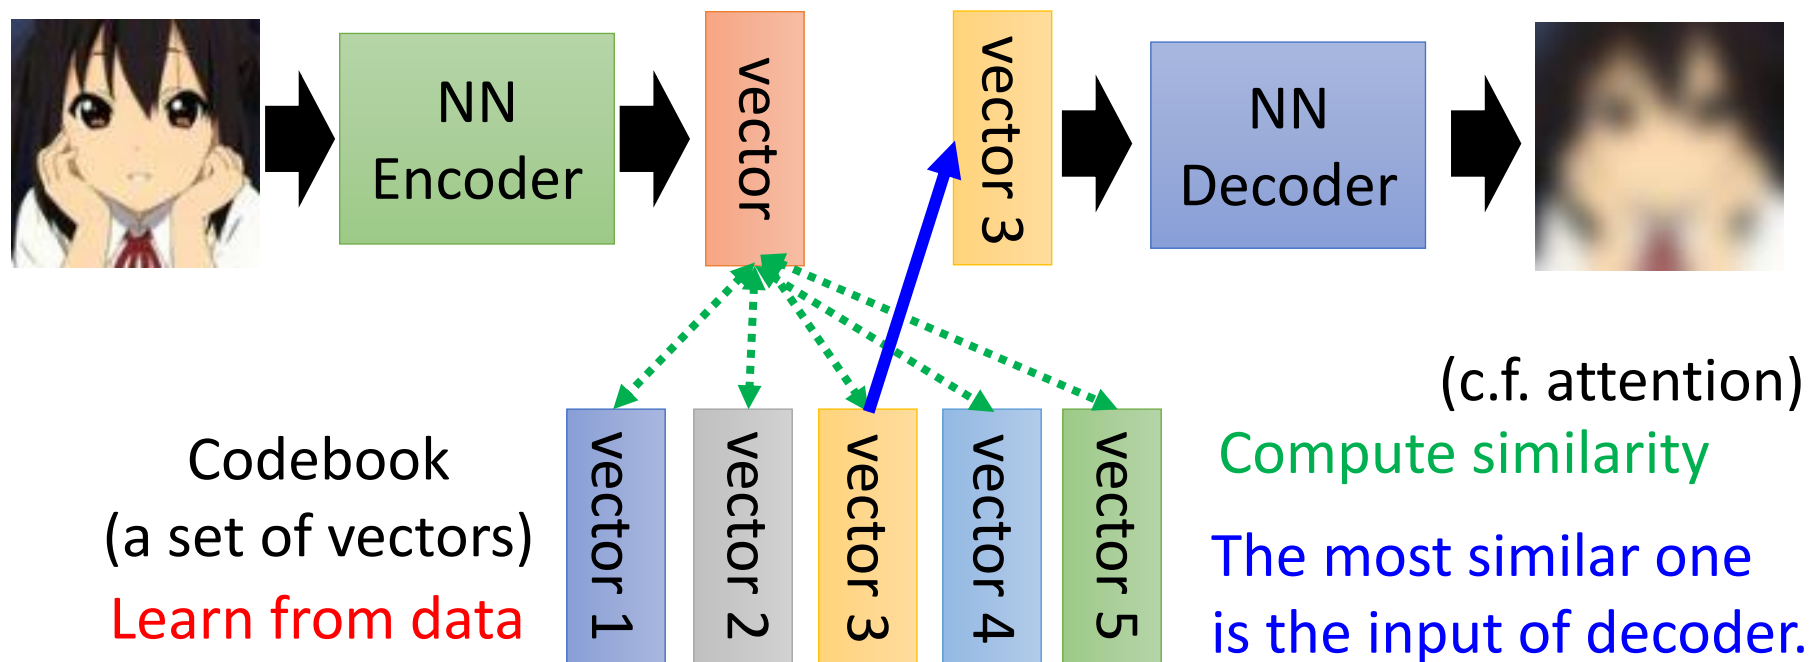 NN
Encoder
vector
vector 3
NN
Decoder
(c.f. attention)
Compute similarity
Codebook
(a set of vectors)
Learn from data
vector 1
vector 2
vector 3
vector 4
vector 5
The most similar one
is the input of decoder.